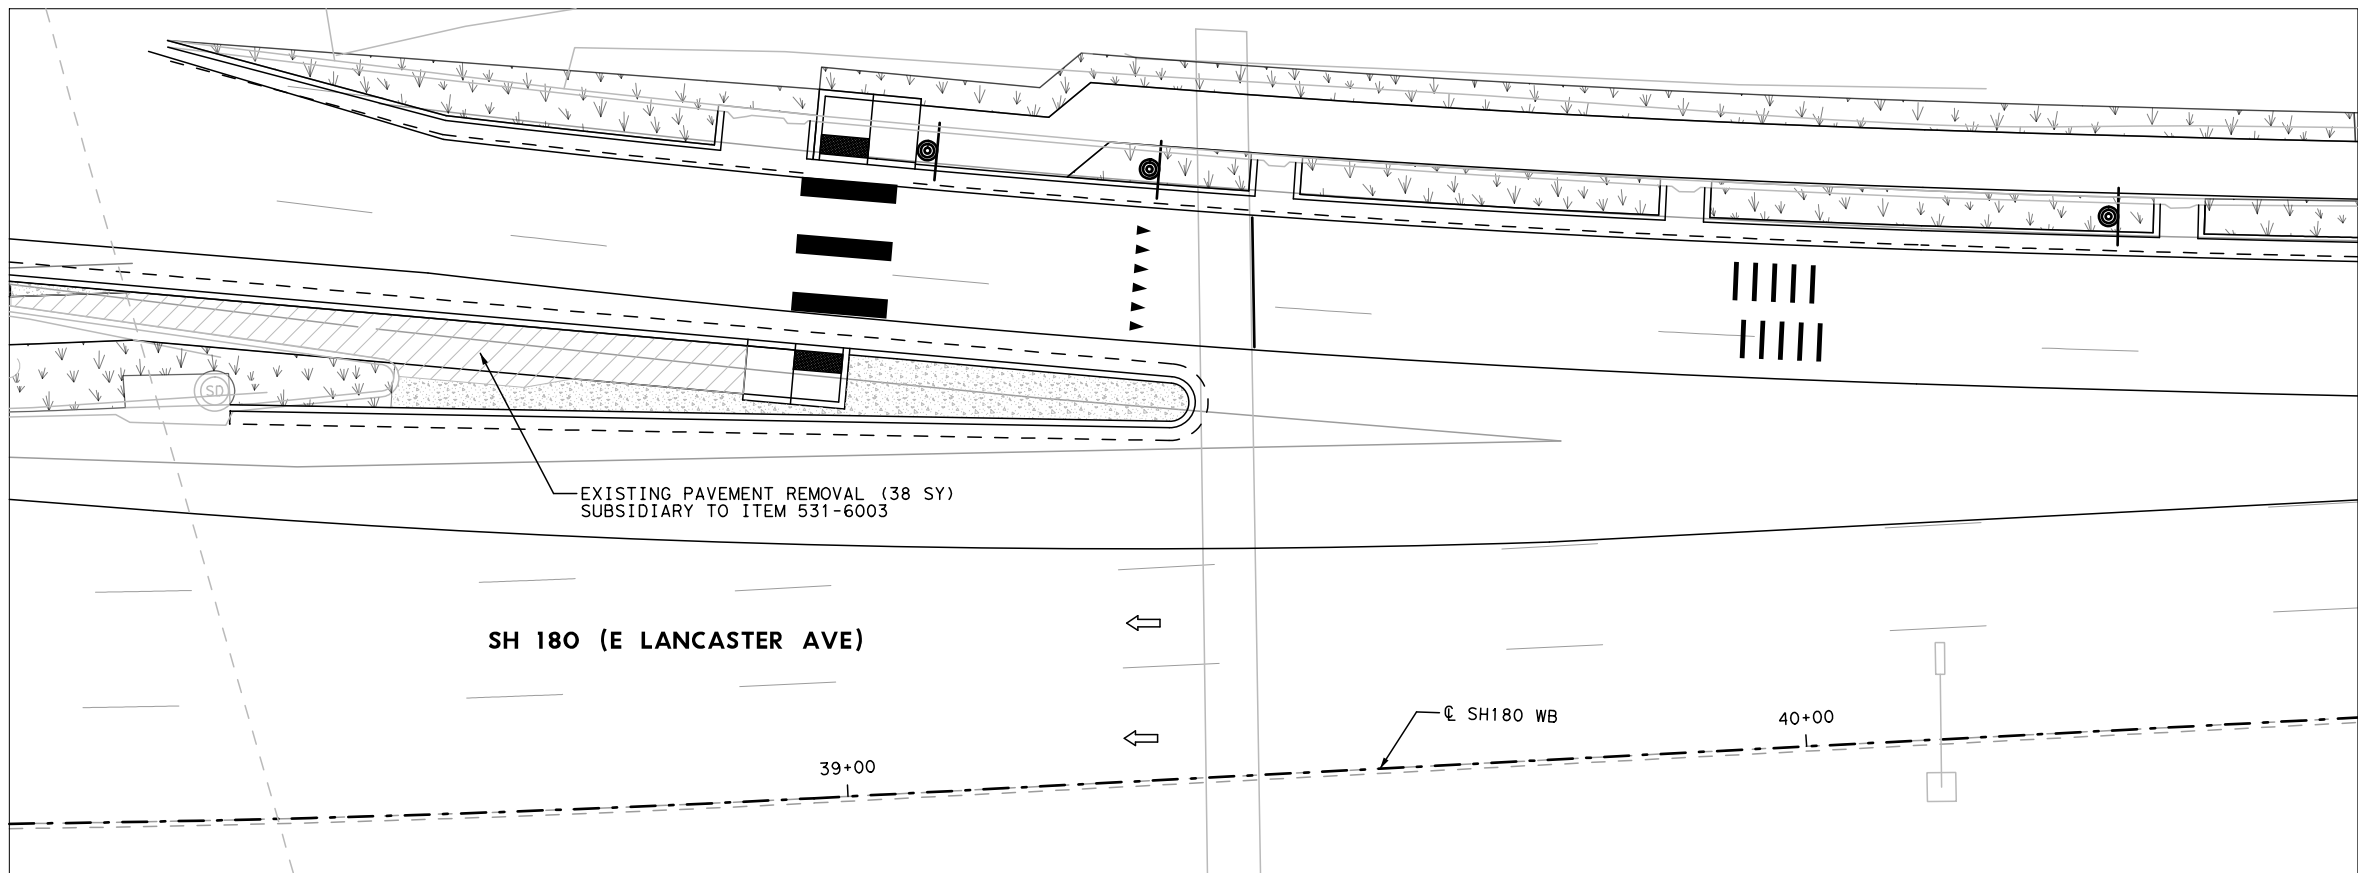 SD
EXISTING PAVEMENT REMOVAL (38 SY)
SUBSIDIARY TO ITEM 531-6003
SH 180 (E LANCASTER AVE)
℄ SH180 WB
40+00
39+00